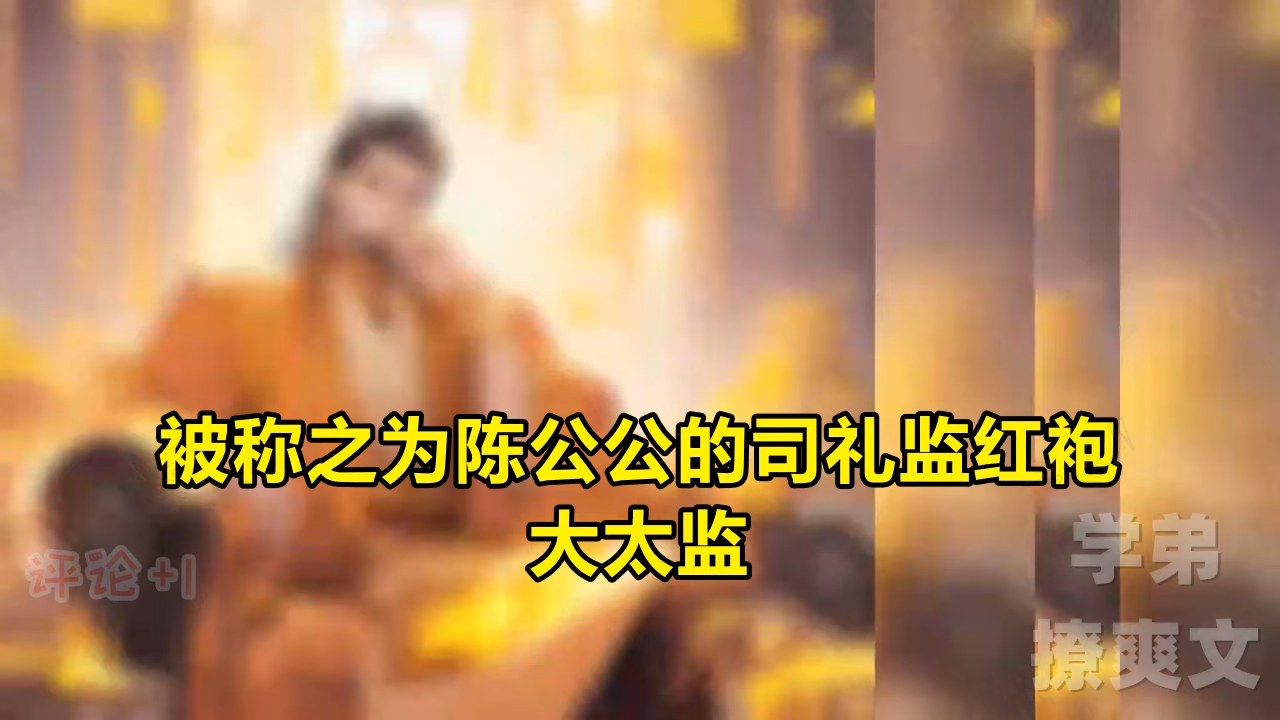 被称之为陈公公的司礼监红袍
大太监
评论+1
学弟
撩爽文